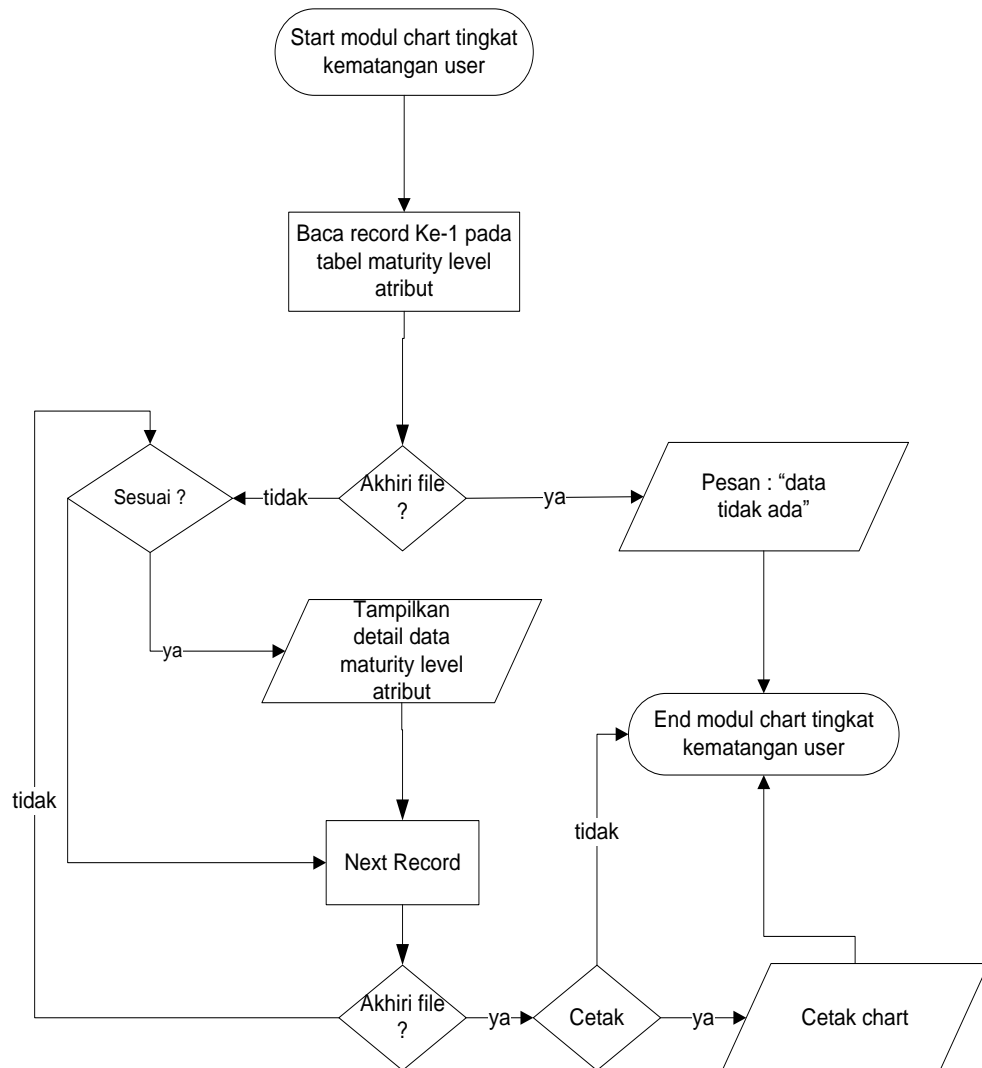 Start modul chart tingkat
kematangan user
Baca record Ke-1 pada
tabel maturity level
atribut
Sesuai ?
tidak
Akhiri file
?
ya
Pesan : “data
tidak ada”
ya
Tampilkan
detail data
maturity level
atribut
End modul chart tingkat
kematangan user
tidak
tidak
Next Record
Akhiri file
?
ya
Cetak
ya
Cetak chart